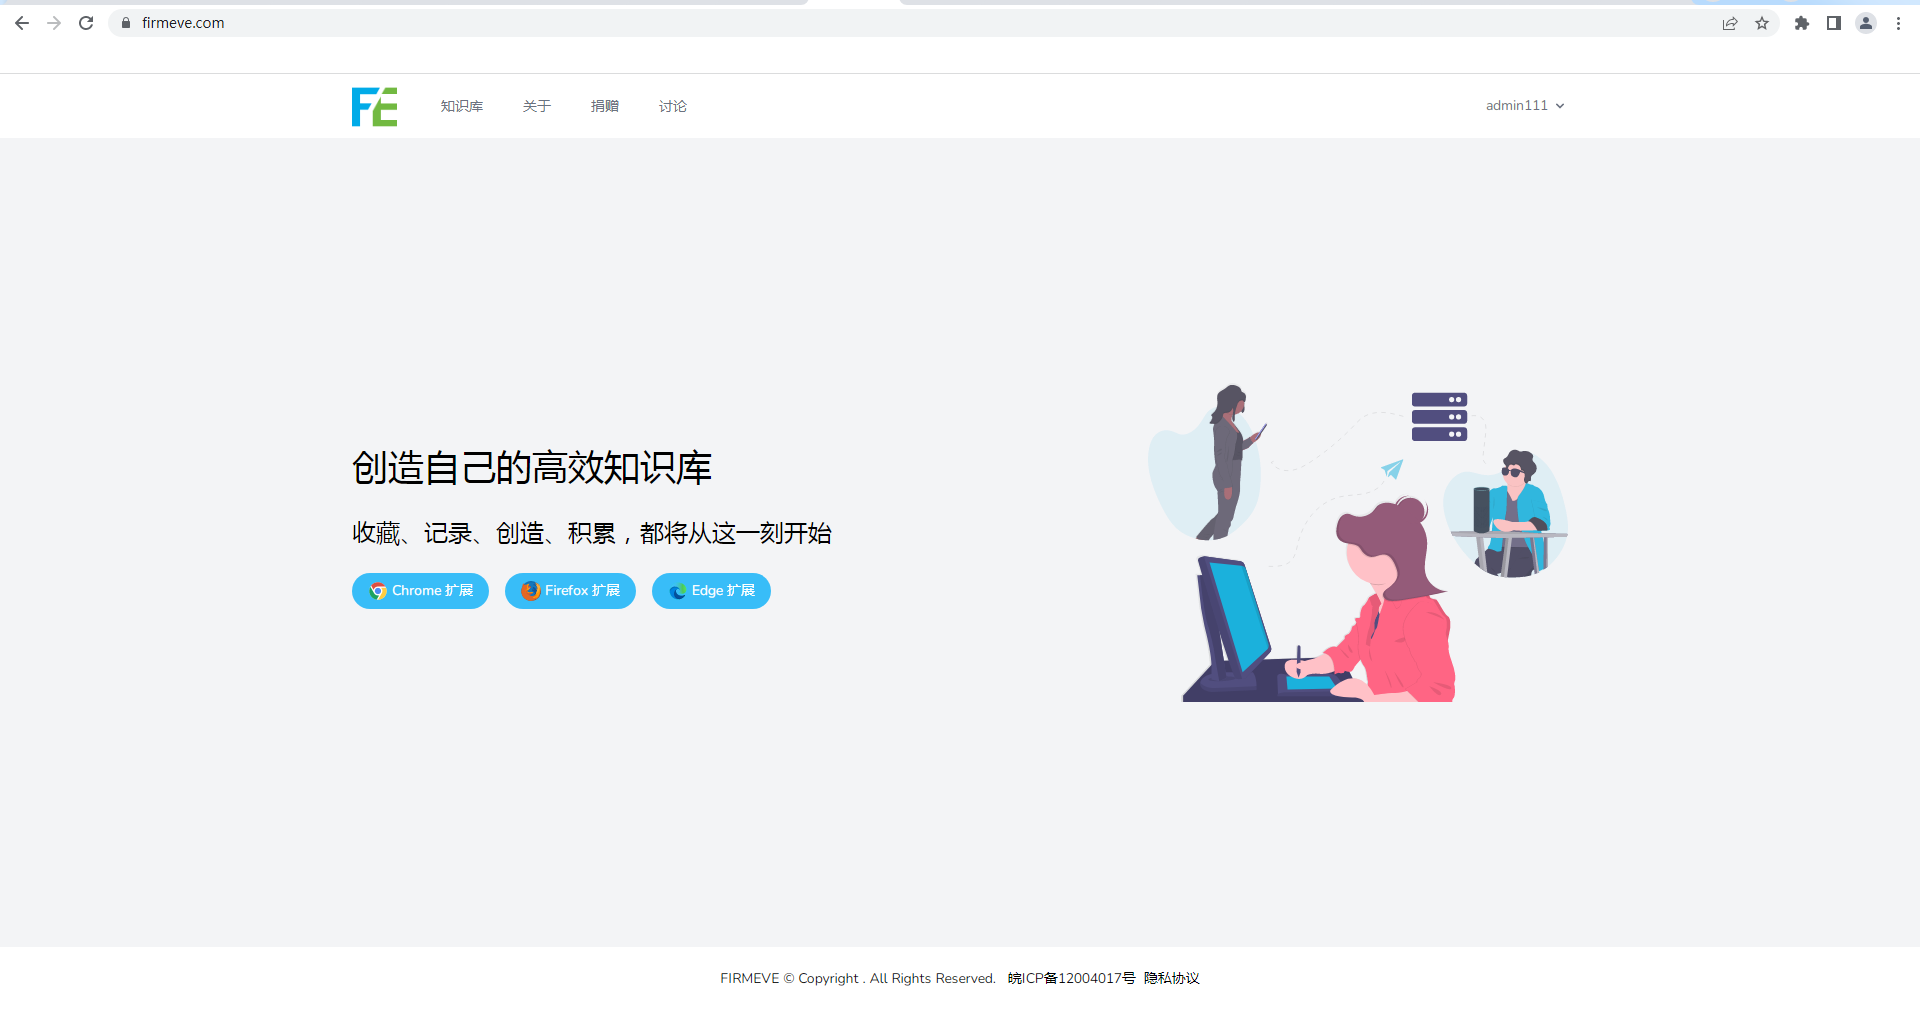 firmeve.com
FE
知识库
关于
捐赠
讨论
admin111
创造自己的高效知识库
收藏、记录、创造、积累，都将从这一刻开始
Chrome 扩展
Firefox 扩展
Edge 扩展
FIRMEVE © Copyright . All Rights Reserved. 皖ICP备12004017号 隐私协议